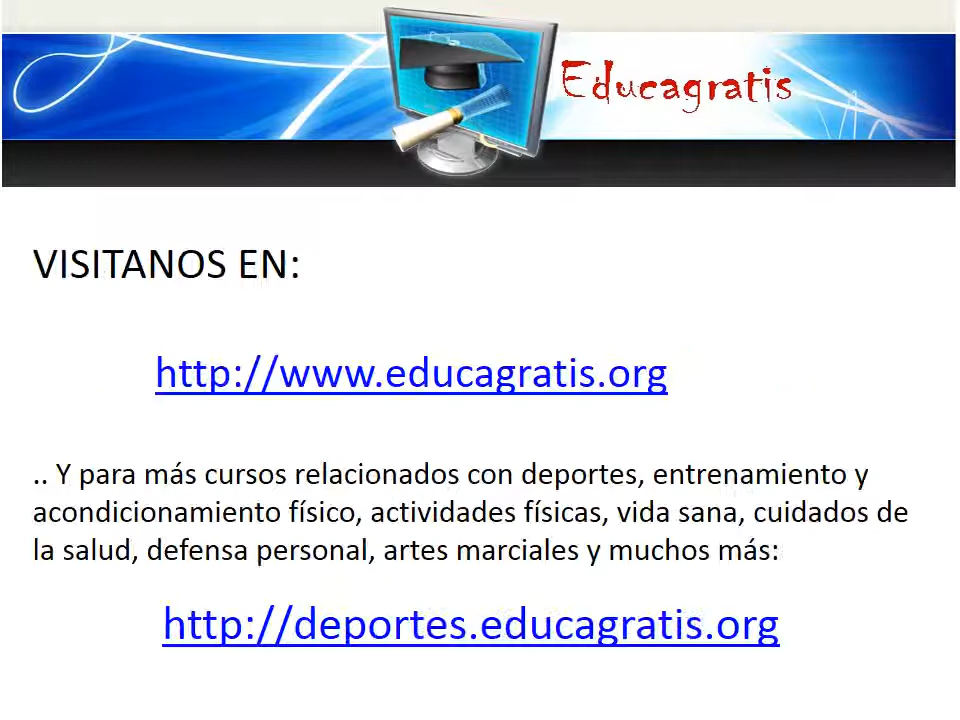 Educagratis
VISITANOS EN:
http://www.educagratis.org
.. Y para más cursos relacionados con deportes, entrenamiento y
acondicionamiento físico, actividades físicas, vida sana, cuidados de
la salud, defensa personal, artes marciales y muchos más:
http://deportes.educagratis.org